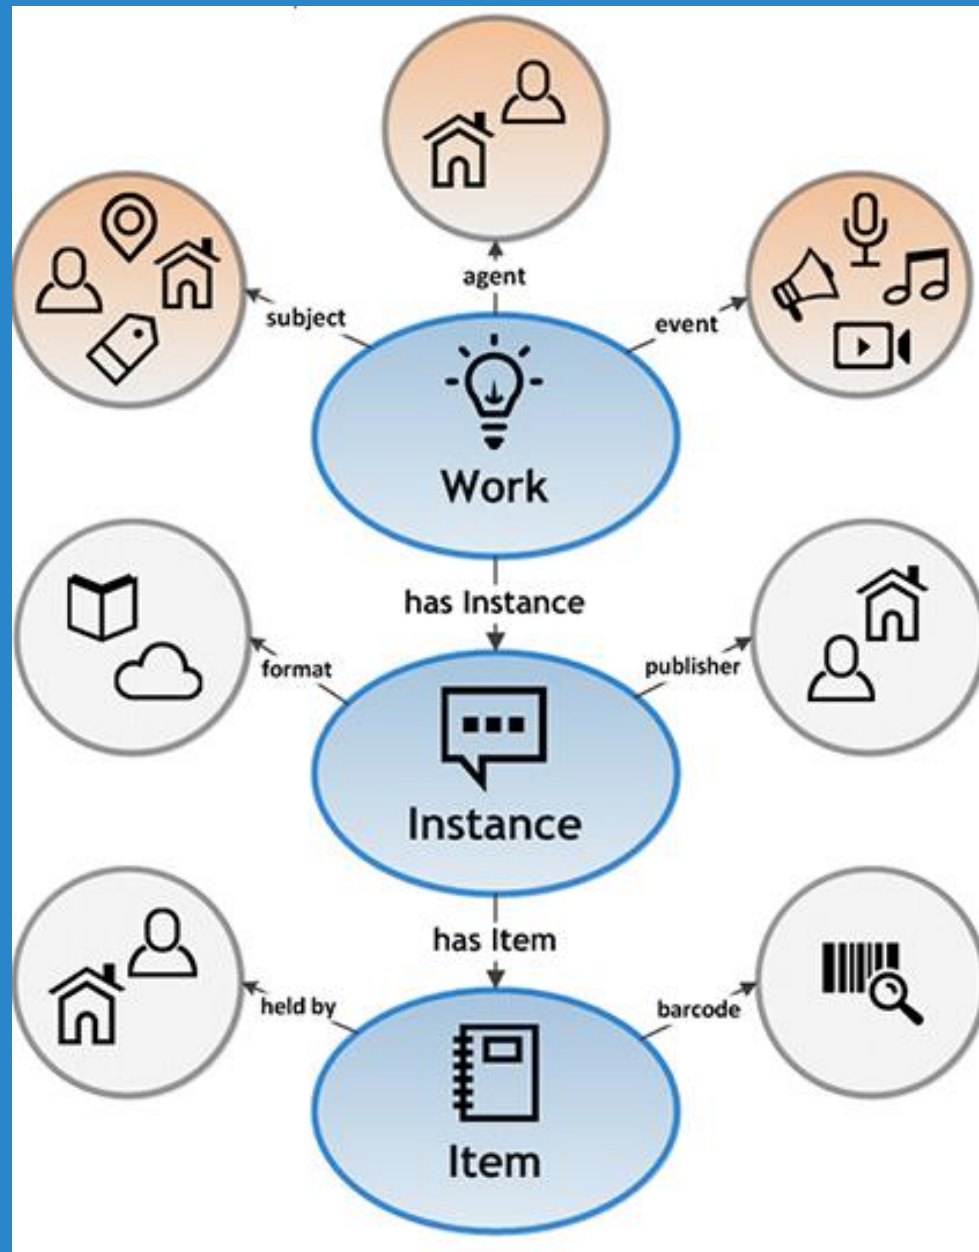 agent
subject
event
Work
has Instance
format
publisher
Instance
has Item
held by
barcode
Item